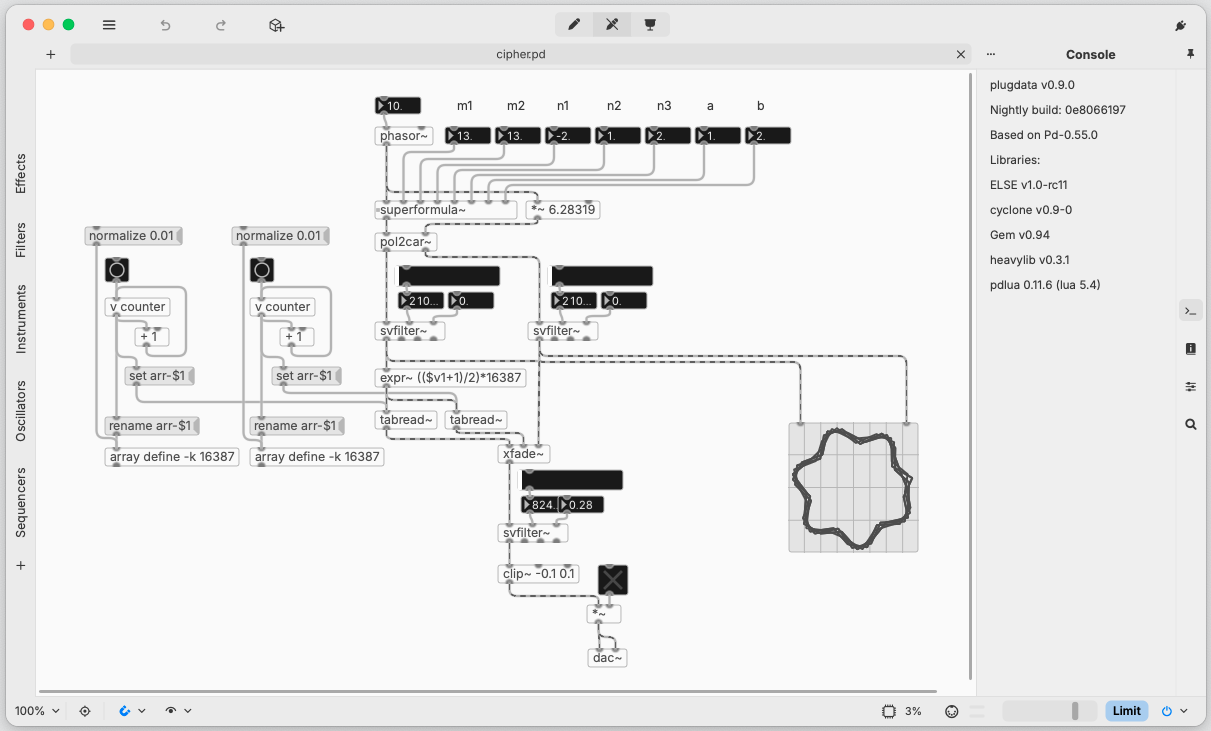 cipher.pd
Console
10.
m1 m2 n1 n2 n3 a b
phasor~
13. 13. -2. 1. 2. 1. 2.
superformula~
*~ 6.28319
pol2car~
normalize 0.01
normalize 0.01
210... 0.
210... 0.
v counter
v counter
+ 1
+ 1
svfilter~
svfilter~
set arr-$1
set arr-$1
expr~ (($v1+1)/2)*16387
rename arr-$1
rename arr-$1
tabread~
tabread~
array define -k 16387
array define -k 16387
xfade~
824... 0.28
svfilter~
clip~ -0.1 0.1
*~
dac~
Effects
Filters
Instruments
Oscillators
Sequencers
plugdata v0.9.0
Nightly build: 0e8066197
Based on Pd-0.55.0
Libraries:
ELSE v1.0-rc11
cyclone v0.9-0
Gem v0.94
heavylib v0.3.1
pdlua 0.11.6 (lua 5.4)
100%
3%
Limit